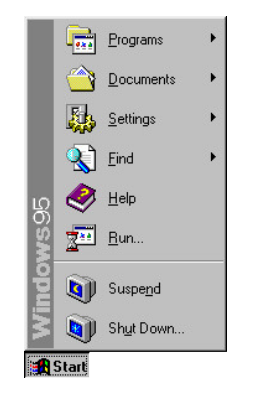 Programs
Documents
Settings
Find
Help
Run...
Suspend
Shut Down...
Windows95
Start